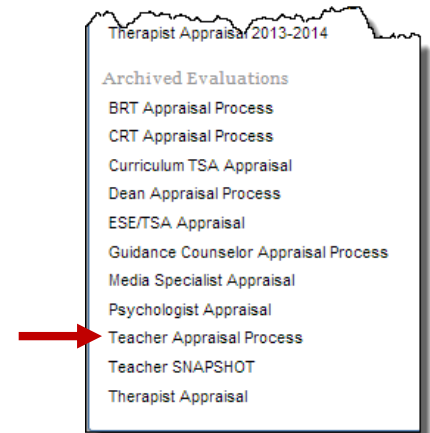 Therapist Appraisal 2013-2014
Archived Evaluations
BRT Appraisal Process
CRT Appraisal Process
Curriculum TSA Appraisal
Dean Appraisal Process
ESE/TSA Appraisal
Guidance Counselor Appraisal Process
Media Specialist Appraisal
Psychologist Appraisal
Teacher Appraisal Process
Teacher SNAPSHOT
Therapist Appraisal